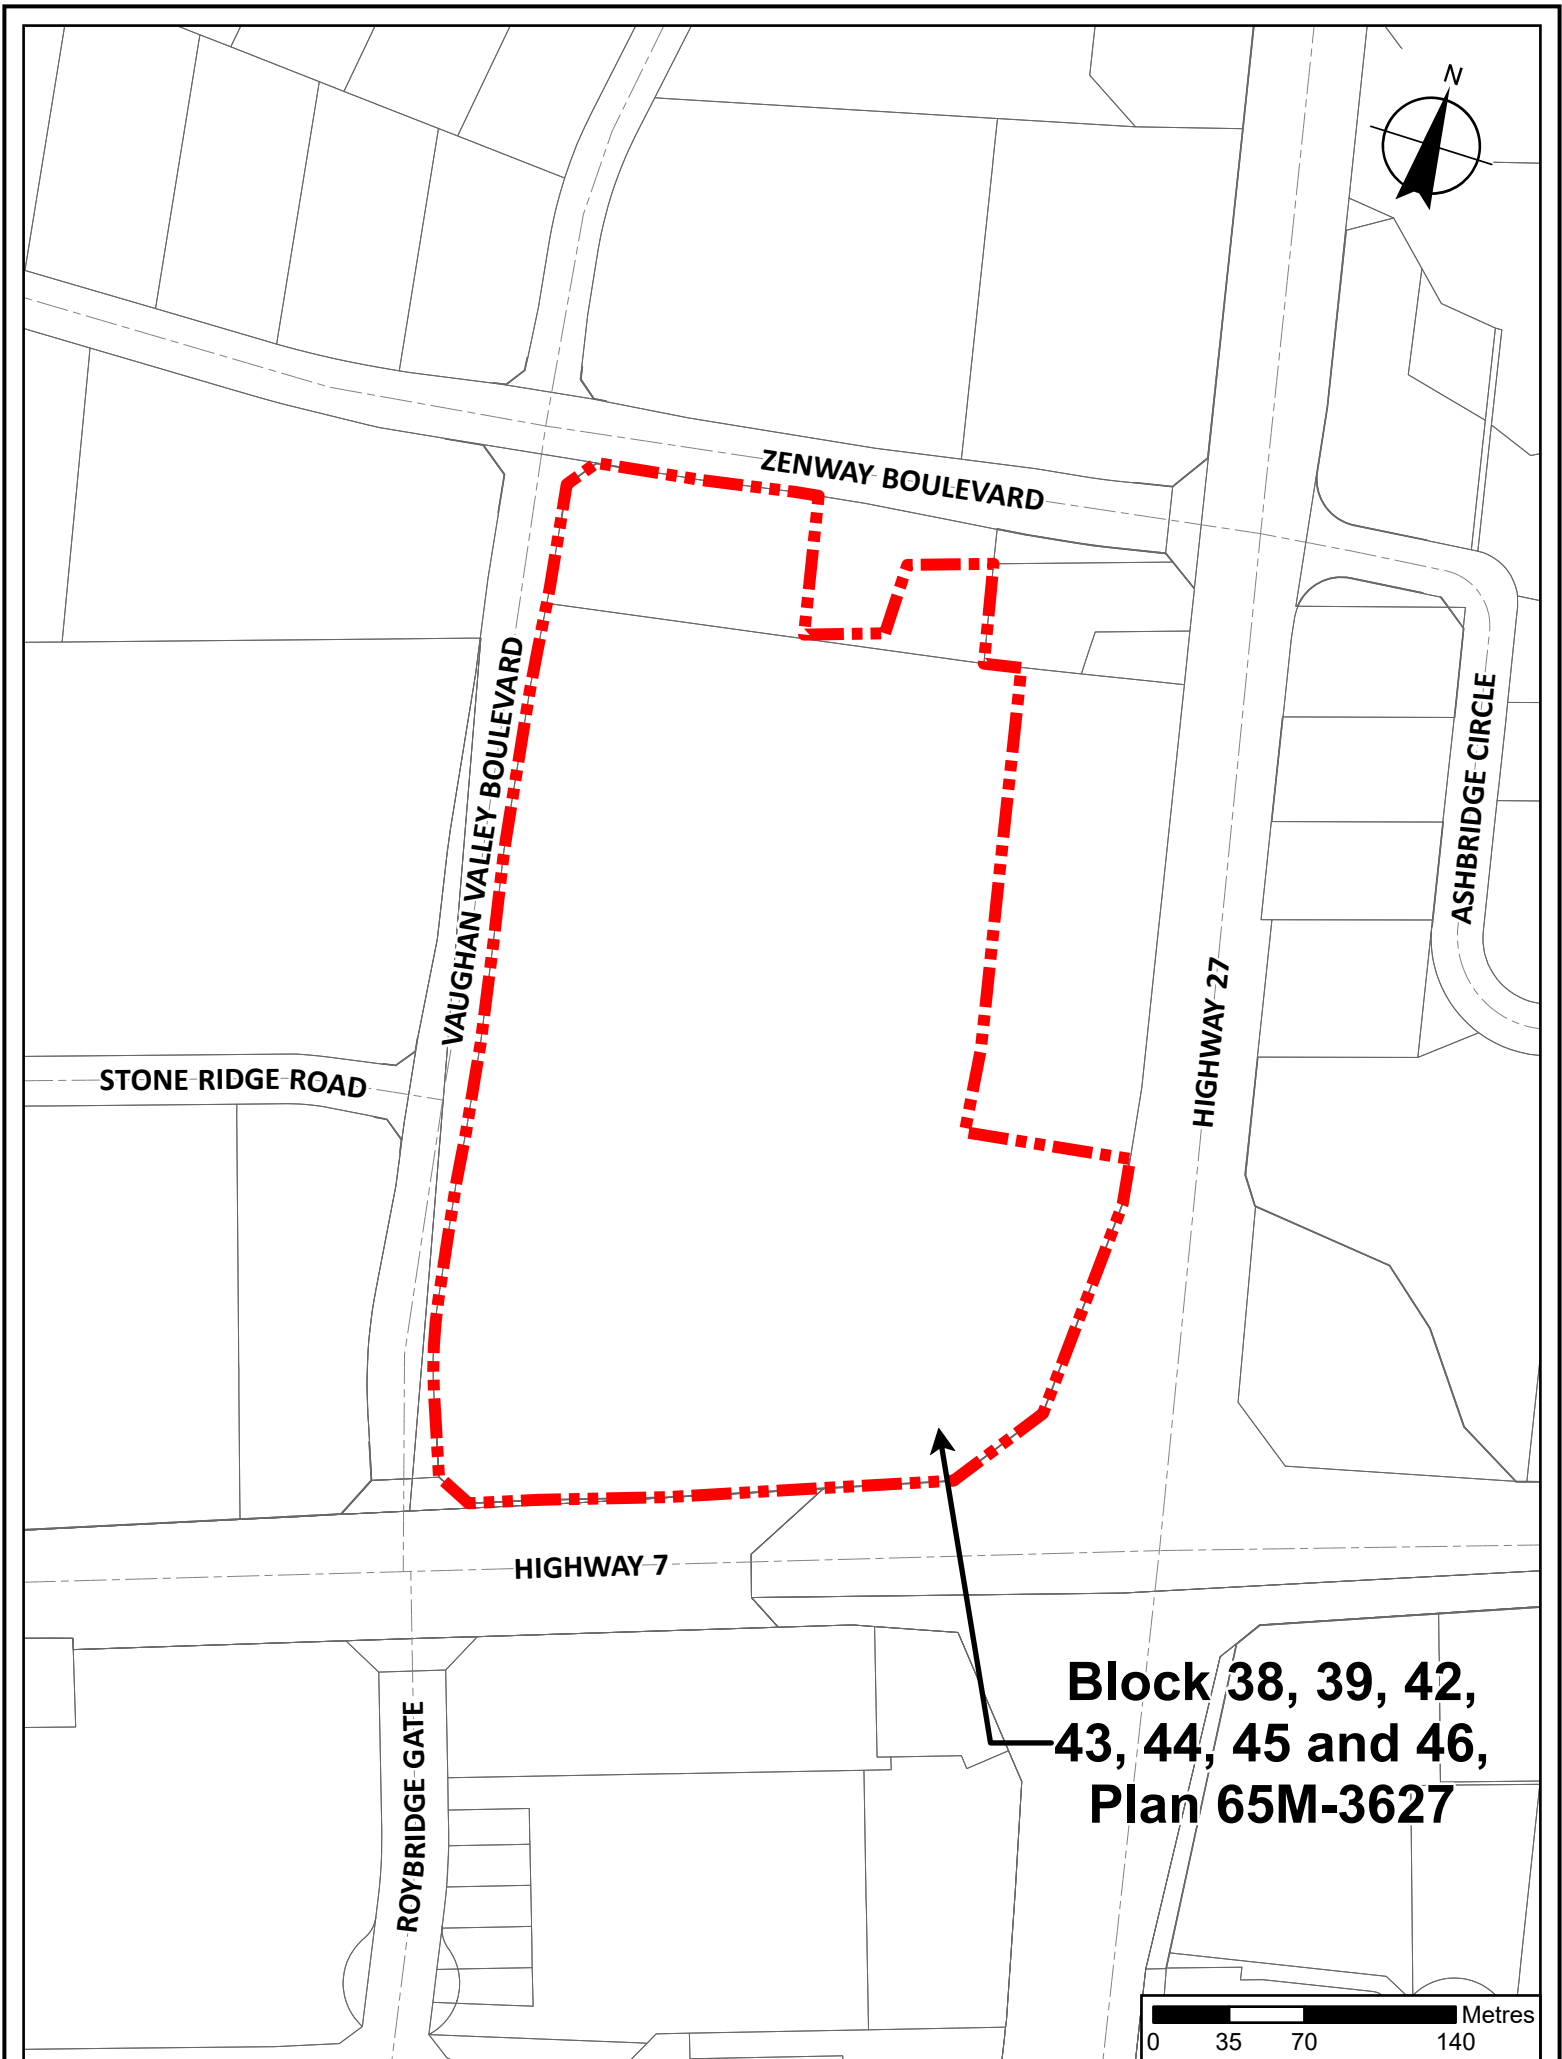 N
ZENWAY BOULEVARD
VAUGHAN VALLEY BOULEVARD
ASHBRIDGE CIRCLE
HIGHWAY 27
STONE RIDGE ROAD
HIGHWAY 7
Block 38, 39, 42,
43, 44, 45 and 46,
Plan 65M-3627
ROYBRIDGE GATE
Metres
0 35 70 140